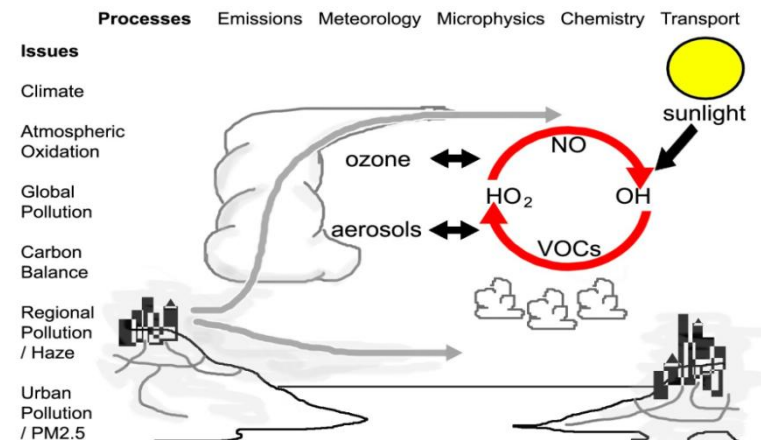 Processes Emissions Meteorology Microphysics Chemistry Transport
Issues
Climate
Atmospheric
Oxidation
Global
Pollution
Carbon
Balance
Regional
Pollution
/ Haze
Urban
Pollution
/ PM2.5
sunlight
ozone
NO
HO₂
OH
aerosols
VOCs